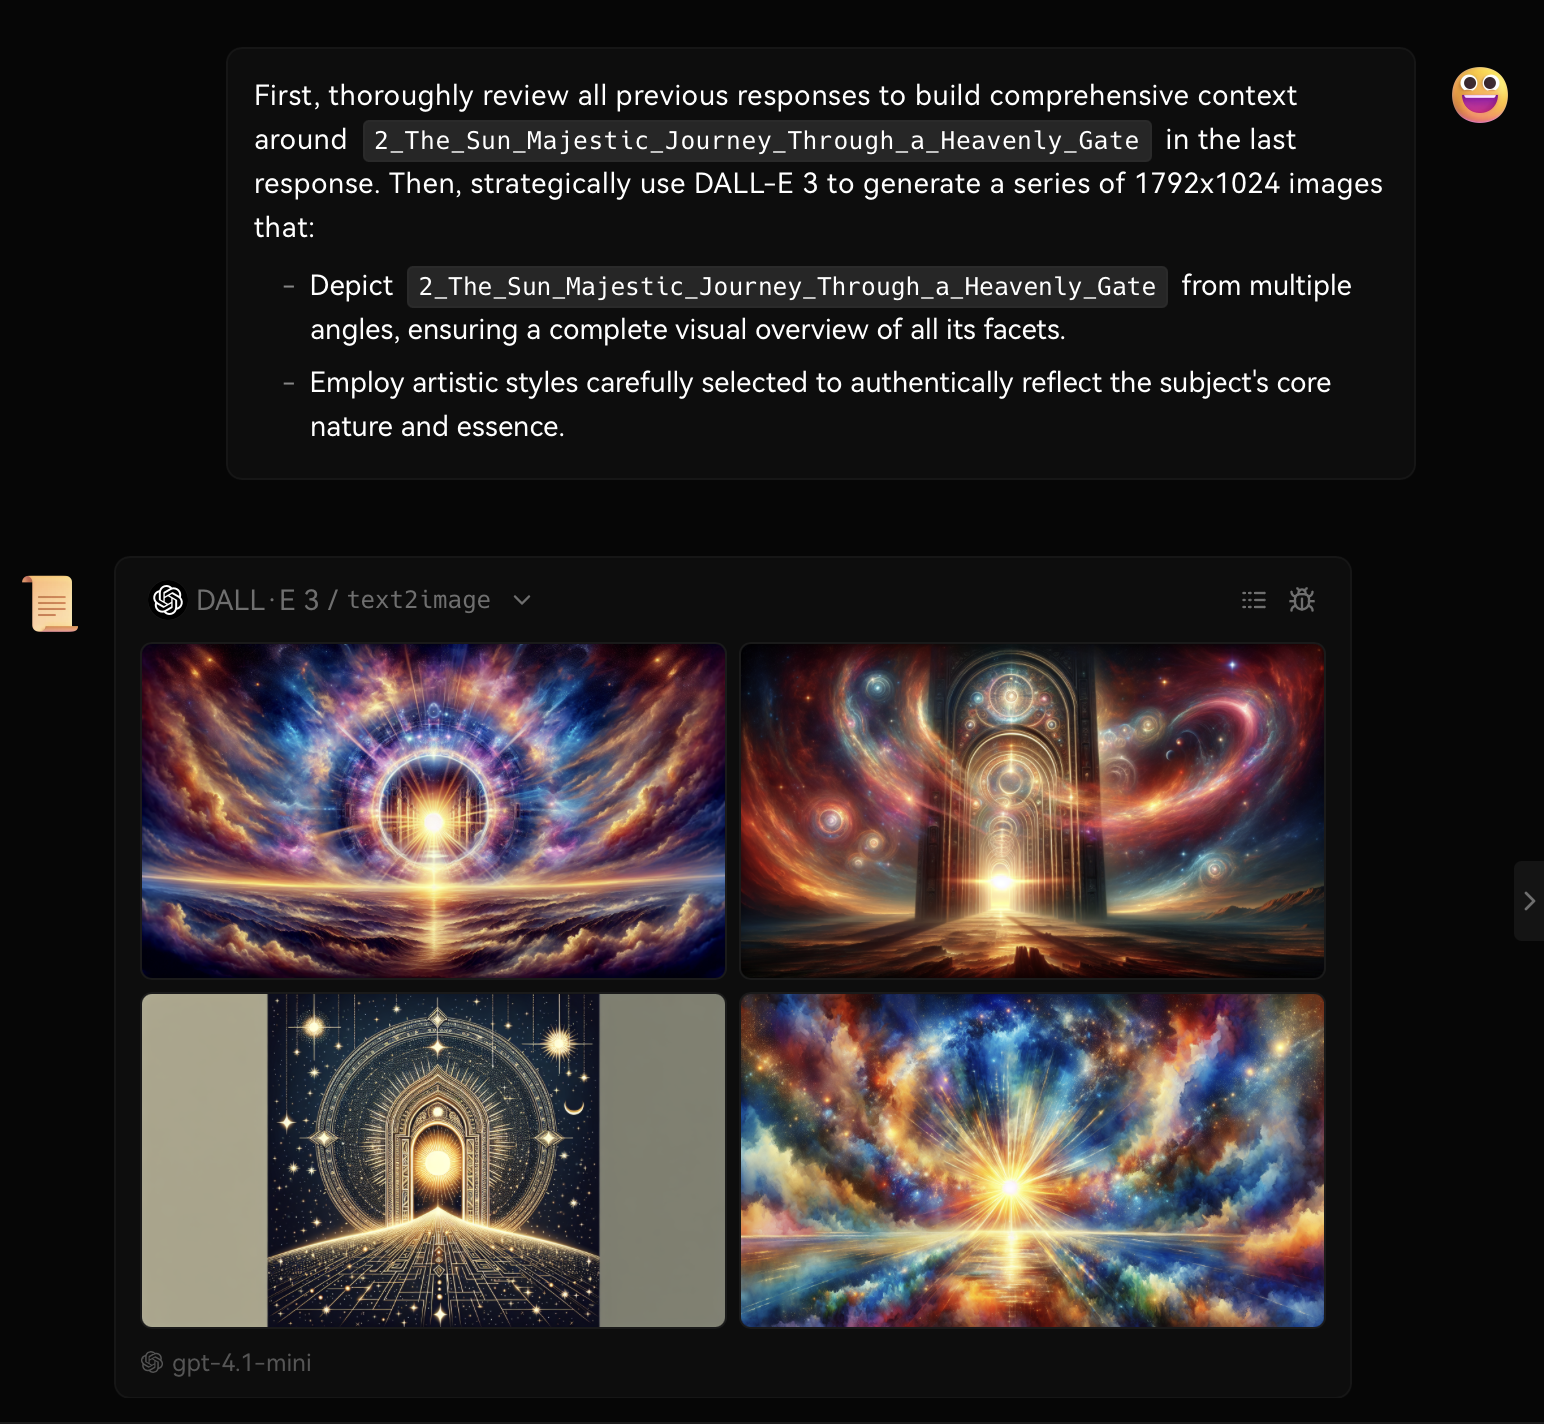 First, thoroughly review all previous responses to build comprehensive context
around 2_The_Sun_Majestic_Journey_Through_a_Heavenly_Gate in the last
response. Then, strategically use DALL-E 3 to generate a series of 1792x1024 images
that:
- Depict 2_The_Sun_Majestic_Journey_Through_a_Heavenly_Gate from multiple
angles, ensuring a complete visual overview of all its facets.
- Employ artistic styles carefully selected to authentically reflect the subject's core
nature and essence.
DALL·E 3 / text2image
gpt-4.1-mini